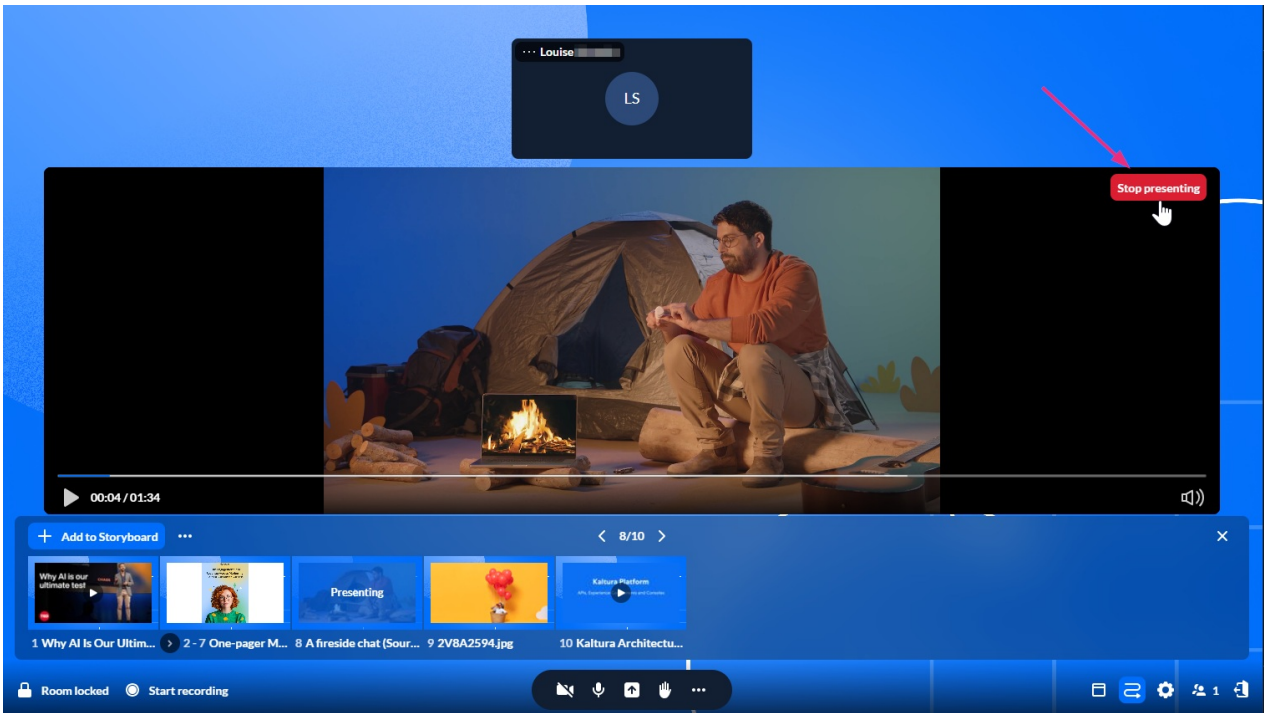 Louise
LS
Stop presenting
00:04 / 01:34
Add to Storyboard
8/10
Why AI is our
ultimate test
Presenting
Kaltura Platform
1 Why AI Is Our Ultim...
2 - 7 One-pager M...
8 A fireside chat (Sour...
9 2V8A2594.jpg
10 Kaltura Architectu...
Room locked
Start recording
1